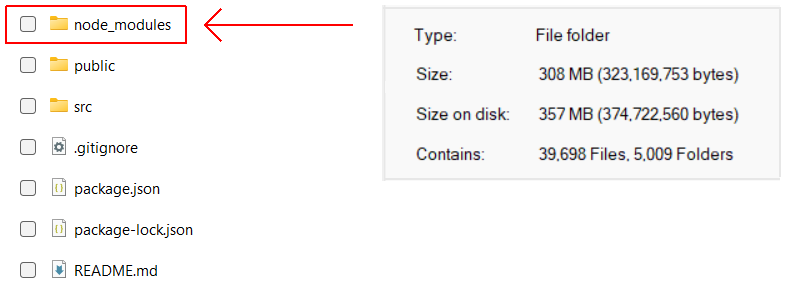 node_modules
public
src
.gitignore
package.json
package-lock.json
README.md
Type: File folder
Size: 308 MB (323,169,753 bytes)
Size on disk: 357 MB (374,722,560 bytes)
Contains: 39,698 Files, 5,009 Folders